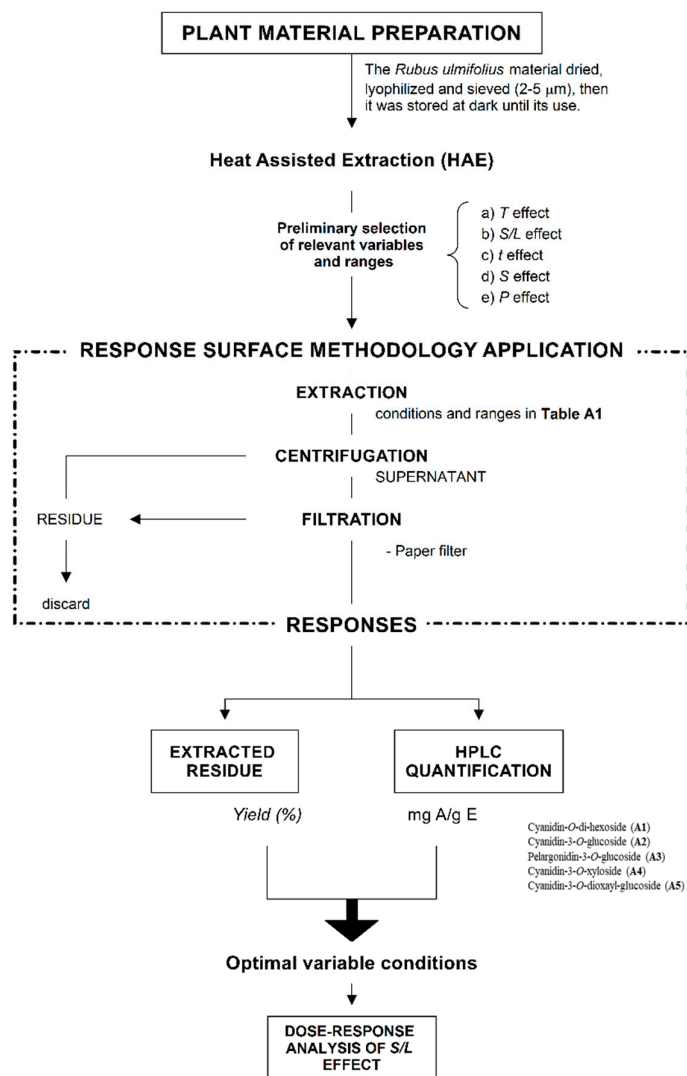 PLANT MATERIAL PREPARATION
The Rubus ulmifolius material dried,
lyophilized and sieved (2-5 μm), then
it was stored at dark until its use.
Heat Assisted Extraction (HAE)
Preliminary selection
of relevant variables
and ranges
a) T effect
b) S/L effect
c) t effect
d) S effect
e) P effect
RESPONSE SURFACE METHODOLOGY APPLICATION
EXTRACTION
conditions and ranges in Table A1
CENTRIFUGATION
SUPERNATANT
RESIDUE
FILTRATION
- Paper filter
discard
RESPONSES
EXTRACTED
RESIDUE
HPLC
QUANTIFICATION
Yield (%)
mg A/g E
Cyanidin-O-di-hexoside (A1)
Cyanidin-3-O-glucoside (A2)
Pelargonidin-3-O-glucoside (A3)
Cyanidin-3-O-xyloside (A4)
Cyanidin-3-O-dioxayl-glucoside (A5)
Optimal variable conditions
DOSE-RESPONSE
ANALYSIS OF S/L
EFFECT